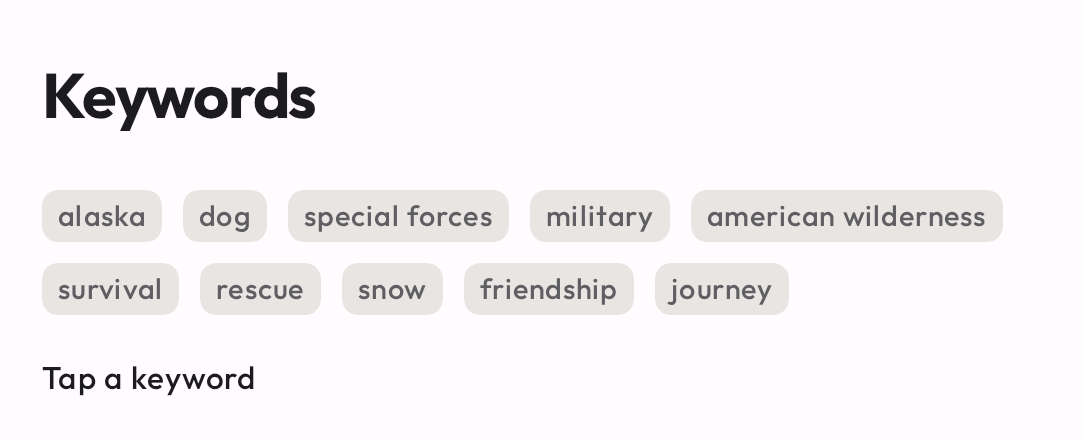 Keywords
alaska dog special forces military american wilderness
survival rescue snow friendship journey
Tap a keyword